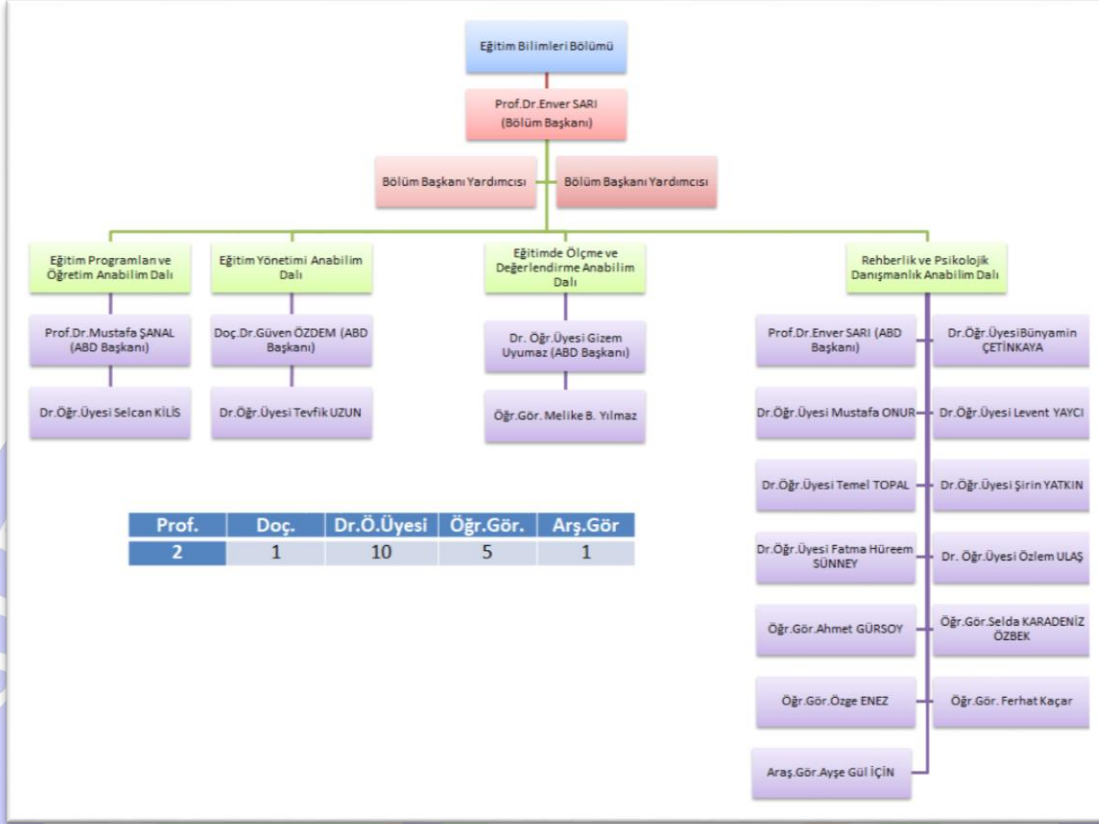 Eğitim Bilimleri Bölümü
Prof.Dr.Enver SARI
(Bölüm Başkanı)
Bölüm Başkanı Yardımcısı
Bölüm Başkanı Yardımcısı
Eğitim Programları ve
Öğretim Anabilim Dalı
Prof.Dr.Mustafa ŞANAL
(ABD Başkanı)
Dr.Öğr.Üyesi Selcan KİLİS
Eğitim Yönetimi Anabilim
Dalı
Doç.Dr.Güven ÖZDEM (ABD
Başkanı)
Dr.Öğr.Üyesi Tevfik UZUN
Eğitimde Ölçme ve
Değerlendirme Anabilim
Dalı
Dr. Öğr.Üyesi Gizem
Uyumaz (ABD Başkanı)
Öğr.Gör. Melike B. Yılmaz
Rehberlik ve Psikolojik
Danışmanlık Anabilim Dalı
Prof.Dr.Enver SARI (ABD
Başkanı)
Dr.Öğr.ÜyesiBünyamin
ÇETİNKAYA
Dr.Öğr.Üyesi Mustafa ONUR
Dr.Öğr.Üyesi Levent YAYCI
Dr.Öğr.Üyesi Temel TOPAL
Dr.Öğr.Üyesi Şirin YATKIN
Dr.Öğr.Üyesi Fatma Hüreem
SÜNNEY
Dr. Öğr.Üyesi Özlem ULAŞ
Öğr.Gör.Ahmet GÜRSOY
Öğr.Gör.Selda KARADENİZ
ÖZBEK
Öğr.Gör.Özge ENEZ
Öğr.Gör. Ferhat Kaçar
Araş.Gör.Ayşe Gül İÇİN
Prof. Doç. Dr.Ö.Üyesi Öğr.Gör. Arş.Gör
2 1 10 5 1